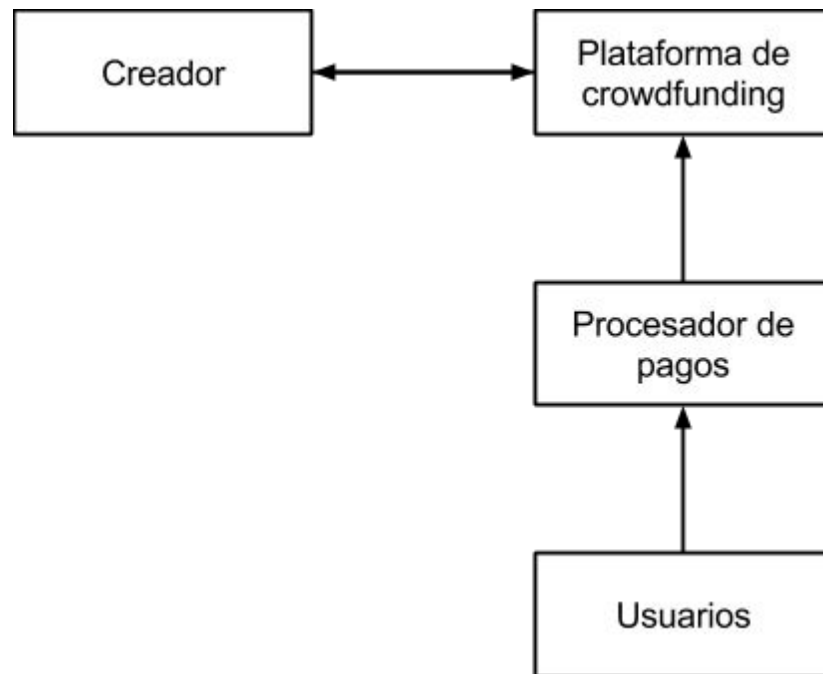 Creador
Plataforma de
crowdfunding
Procesador de
pagos
Usuarios